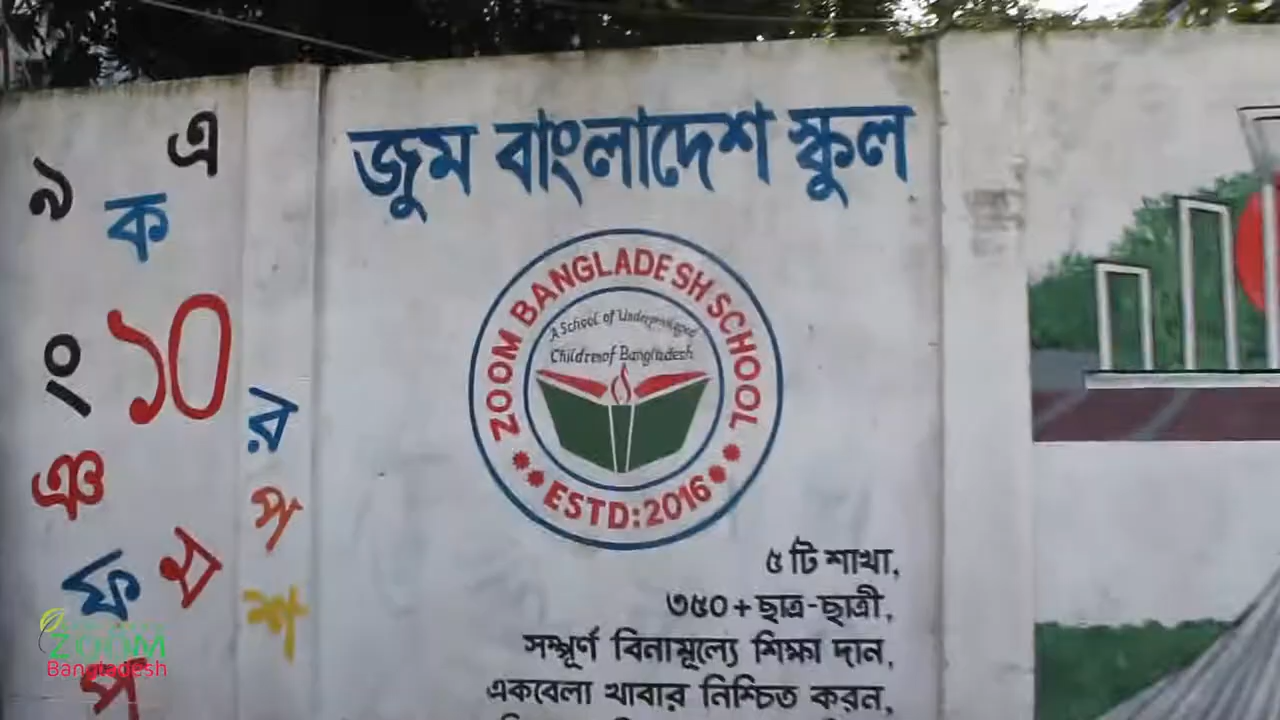 এ
৯
ক
ং
১০
র
ঞ
প
য
ফ
শ
প
জুম বাংলাদেশ স্কুল
ZOOM BANGLADESH SCHOOL
A School of Underprivileged
Children of Bangladesh
ESTD:2016
৫ টি শাখা,
৩৫০+ছাত্র-ছাত্রী,
সম্পূর্ণ বিনামূল্যে শিক্ষা দান,
একবেলা খাবার নিশ্চিত করন,
ZOOM
Bangladesh